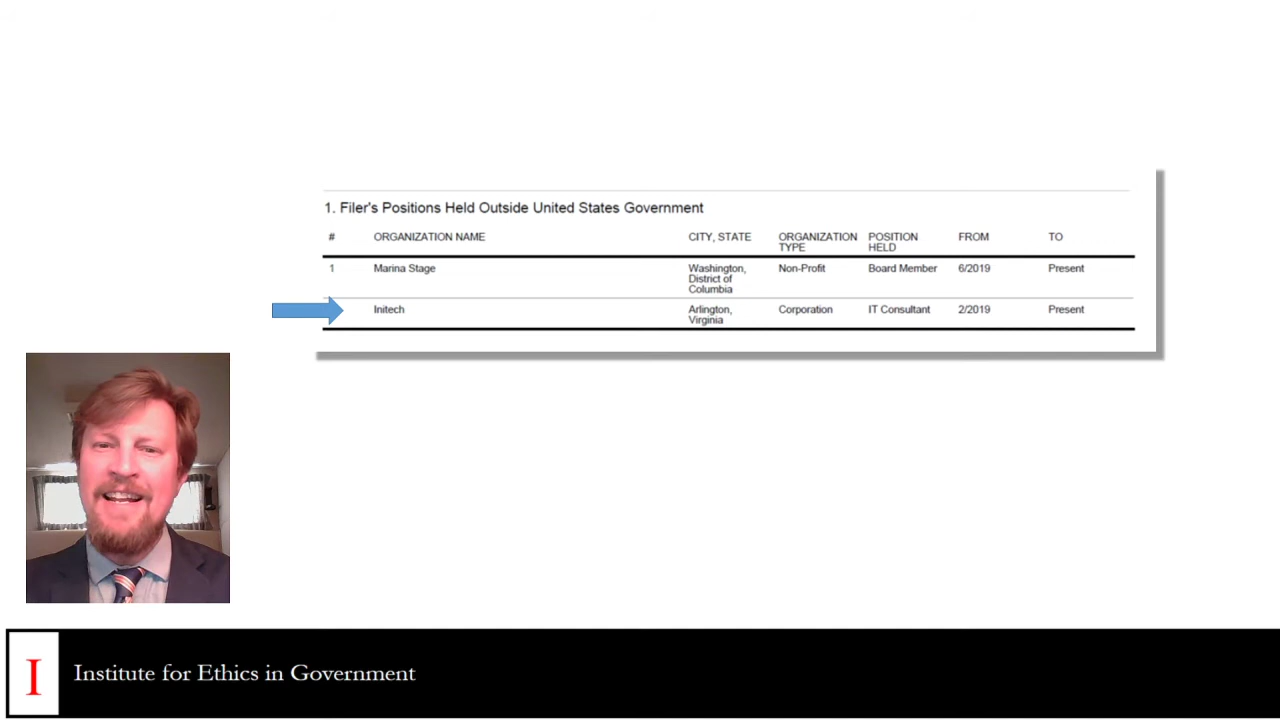 1. Filer's Positions Held Outside United States Government
# ORGANIZATION NAME CITY, STATE ORGANIZATION TYPE POSITION HELD FROM TO
1 Marina Stage Washington, District of Columbia Non-Profit Board Member 6/2019 Present
Initech Arlington, Virginia Corporation IT Consultant 2/2019 Present
I
Institute for Ethics in Government